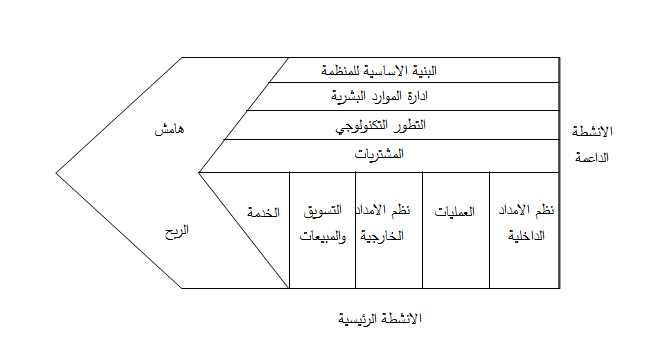 البنية الاساسية للمنظمة
ادارة الموارد البشرية
التطور التكنولوجي
المشتريات
الانشطة
الداعمة
هامش
الربح
نظم الامداد
الداخلية
العمليات
نظم الامداد
الخارجية
التسويق
والمبيعات
الخدمة
الانشطة الرئيسية